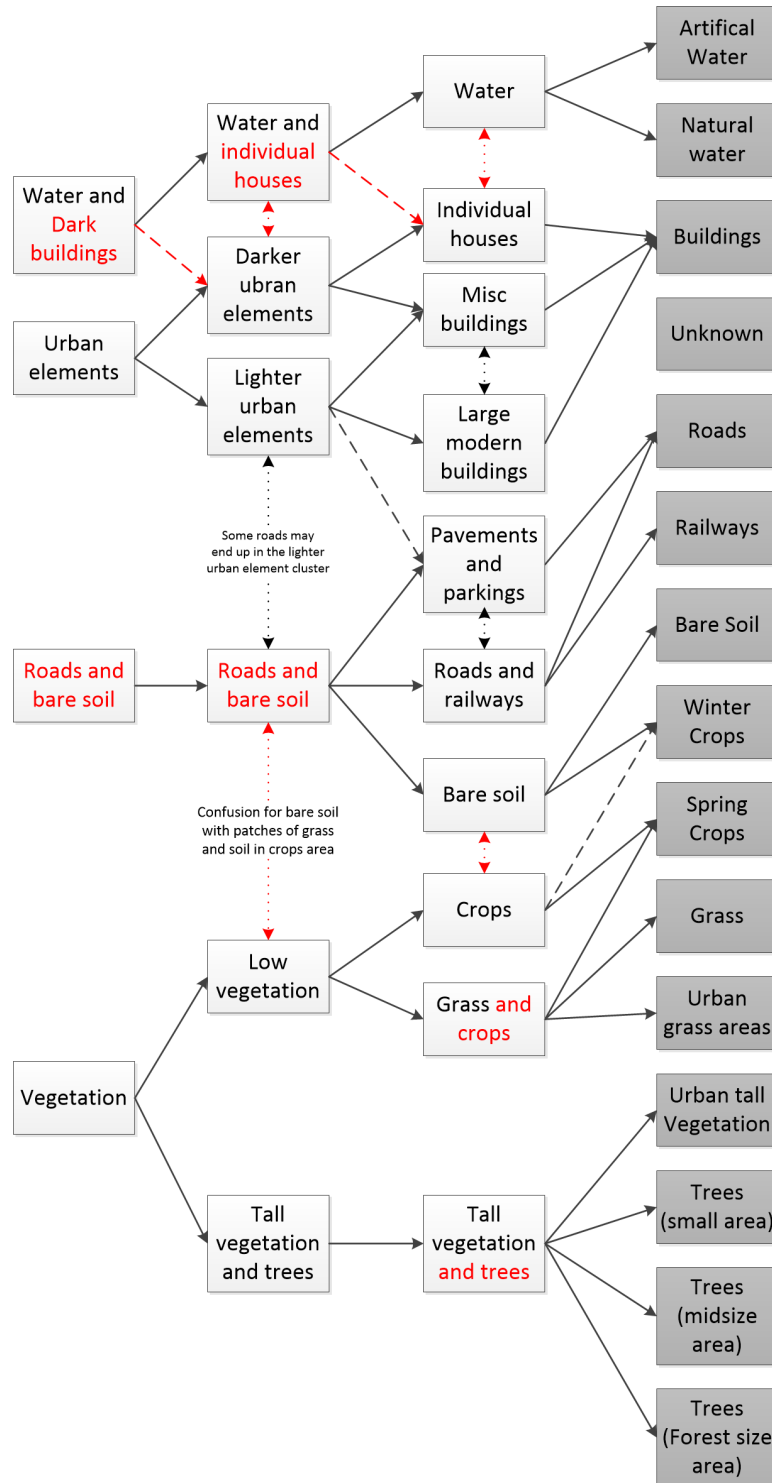 Artifical
Water
Water
Water and
individual
houses
Natural
water
Water and
Dark
buildings
Individual
houses
Buildings
Darker
ubran
elements
Misc
buildings
Urban
elements
Unknown
Lighter
urban
elements
Large
modern
buildings
Roads
Some roads may
end up in the lighter
urban element cluster
Pavements
and
parkings
Railways
Bare Soil
Roads and
bare soil
Roads and
bare soil
Roads and
railways
Winter
Crops
Bare soil
Confusion for bare soil
with patches of grass
and soil in crops area
Spring
Crops
Crops
Grass
Low
vegetation
Grass and
crops
Urban
grass areas
Vegetation
Urban tall
Vegetation
Tall
vegetation
and trees
Tall
vegetation
and trees
Trees
(small area)
Trees
(midsize
area)
Trees
(Forest size
area)